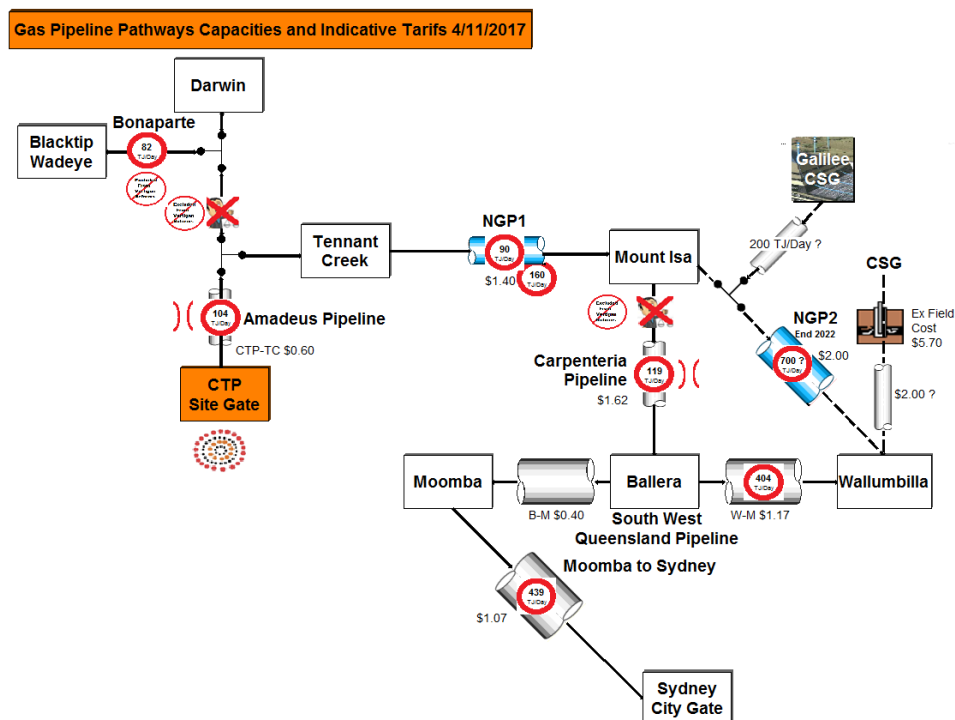 Gas Pipeline Pathways Capacities and Indicative Tarifs 4/11/2017
Darwin
Bonaparte
Blacktip
Wadeye
82
TJ/Day
Excluded
From
Galilee,
CSG
NGP1
Tennant
Creek
90
TJ/Day
$1.40
160
TJ/Day
Mount Isa
200 TJ/Day ?
CSG
104
TJ/Day
Amadeus Pipeline
CTP-TC $0.60
CTP
Site Gate
Excluded
From
Carpenteria
Pipeline
119
TJ/Day
$1.62
NGP2
End 2022
700 ?
TJ/Day
$2.00
Ex Field
Cost
$5.70
$2.00 ?
Moomba
B-M $0.40
Ballera
404
TJ/Day
W-M $1.17
Wallumbilla
South West
Queensland Pipeline
Moomba to Sydney
439
TJ/Day
$1.07
Sydney
City Gate